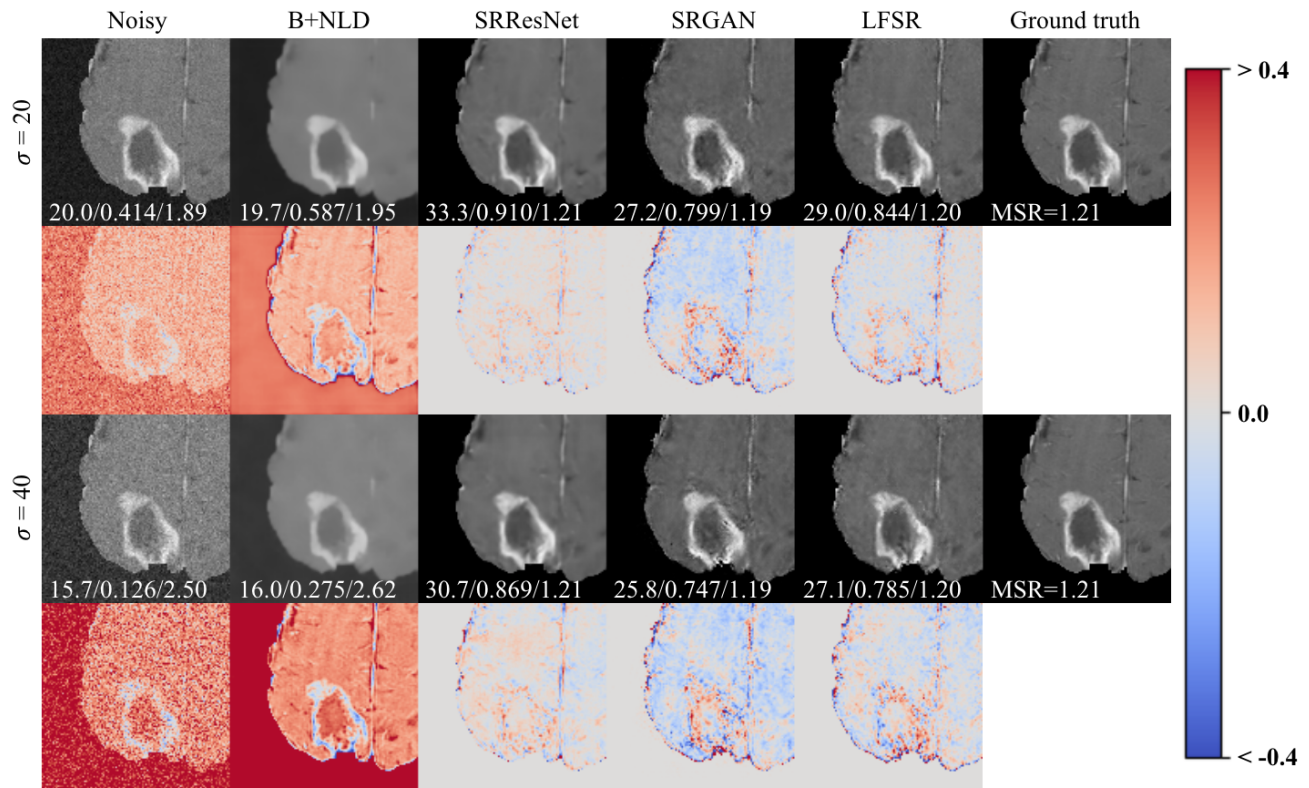 Noisy B+NLD SRResNet SRGAN LFSR Ground truth
> 0.4
σ = 20
20.0/0.414/1.89 19.7/0.587/1.95 33.3/0.910/1.21 27.2/0.799/1.19 29.0/0.844/1.20 MSR=1.21
0.0
σ = 40
15.7/0.126/2.50 16.0/0.275/2.62 30.7/0.869/1.21 25.8/0.747/1.19 27.1/0.785/1.20 MSR=1.21
< -0.4